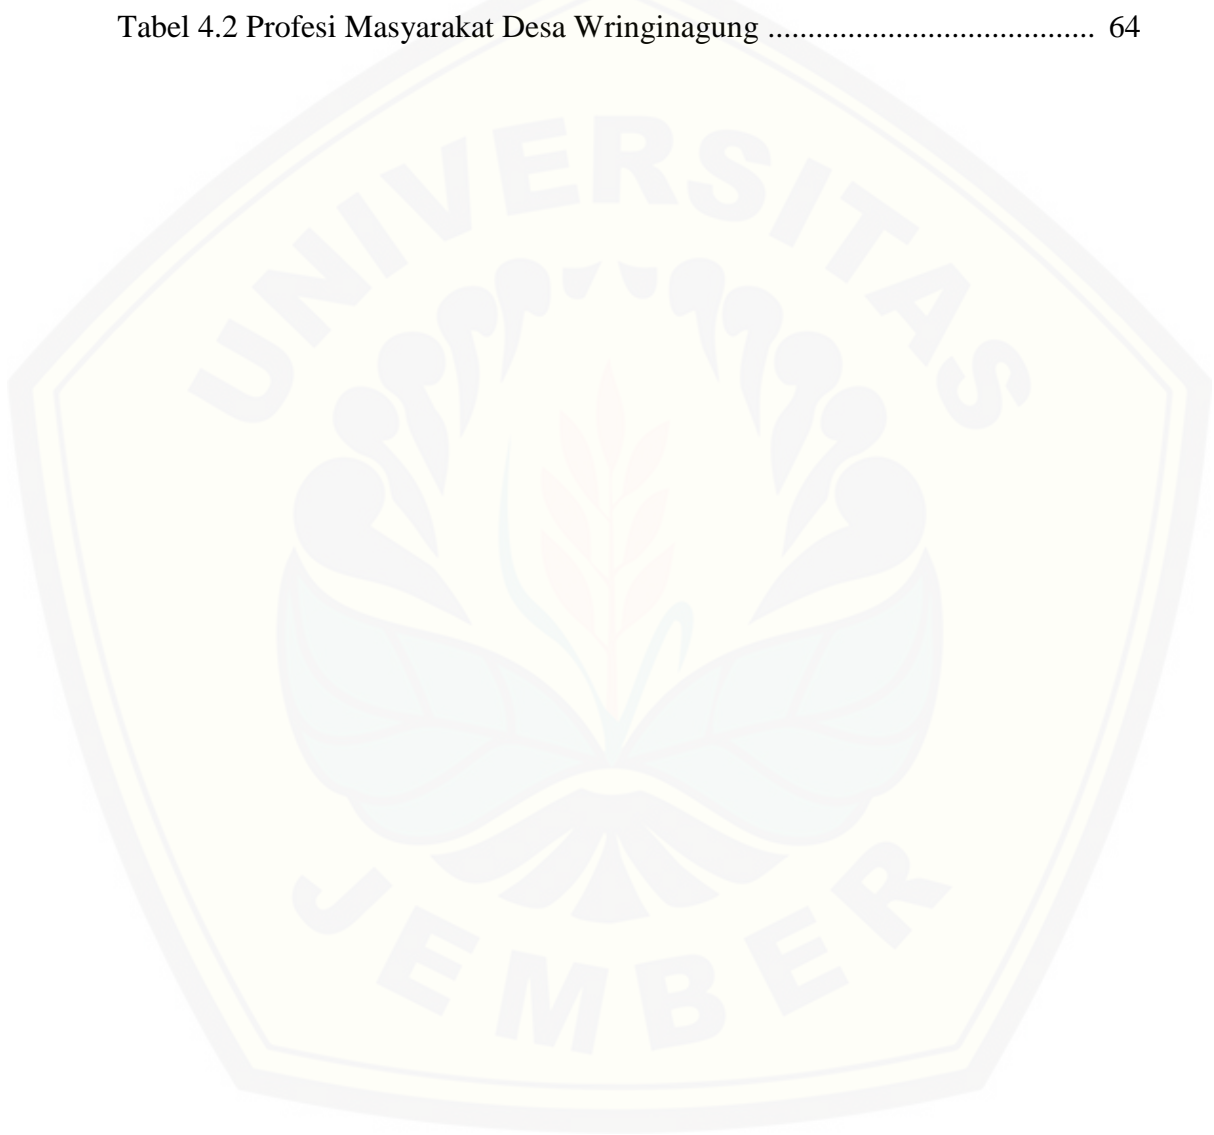 Tabel 4.2 Profesi Masyarakat Desa Wringinagung ......................................... 64
UNIVERSITAS
JEMBER